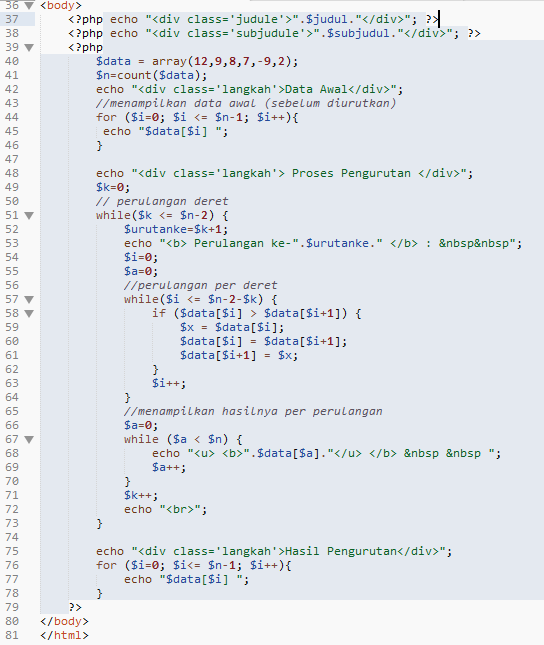 36 <body>
37 <?php echo "<div class='judule'>".$judul."</div>"; ?>
38 <?php echo "<div class='subjudule'>".$subjudul."</div>"; ?>
39 <?php
40 $data = array(12,9,8,7,-9,2);
41 $n=count($data);
42 echo "<div class='langkah'>Data Awal</div>";
43 //menampilkan data awal (sebelum diurutkan)
44 for ($i=0; $i <= $n-1; $i++){
45 echo "$data[$i] ";
46 }
47
48 echo "<div class='langkah'> Proses Pengurutan </div>";
49 $k=0;
50 // perulangan deret
51 while($k <= $n-2) {
52 $urutanke=$k+1;
53 echo "<b> Perulangan ke-".$urutanke." </b> : &nbsp&nbsp";
54 $i=0;
55 $a=0;
56 //perulangan per deret
57 while($i <= $n-2-$k) {
58 if ($data[$i] > $data[$i+1]) {
59 $x = $data[$i];
60 $data[$i] = $data[$i+1];
61 $data[$i+1] = $x;
62 }
63 $i++;
64 }
65 //menampilkan hasilnya per perulangan
66 $a=0;
67 while ($a < $n) {
68 echo "<u> <b>".$data[$a]."</u> </b> &nbsp &nbsp ";
69 $a++;
70 }
71 $k++;
72 echo "<br>";
73 }
74
75 echo "<div class='langkah'>Hasil Pengurutan</div>";
76 for ($i=0; $i<= $n-1; $i++){
77 echo "$data[$i] ";
78 }
79 ?>
80 </body>
81 </html>